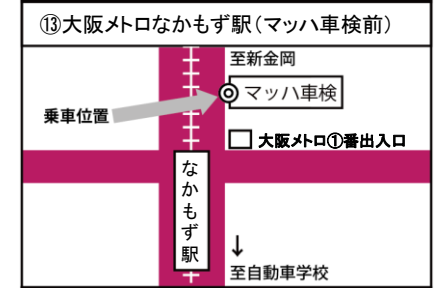 ⑬大阪メトロなかもず駅（マッハ車検前）
至新金岡
マッハ車検
乗車位置
大阪メトロ①番出入口
なかもず駅
至自動車学校